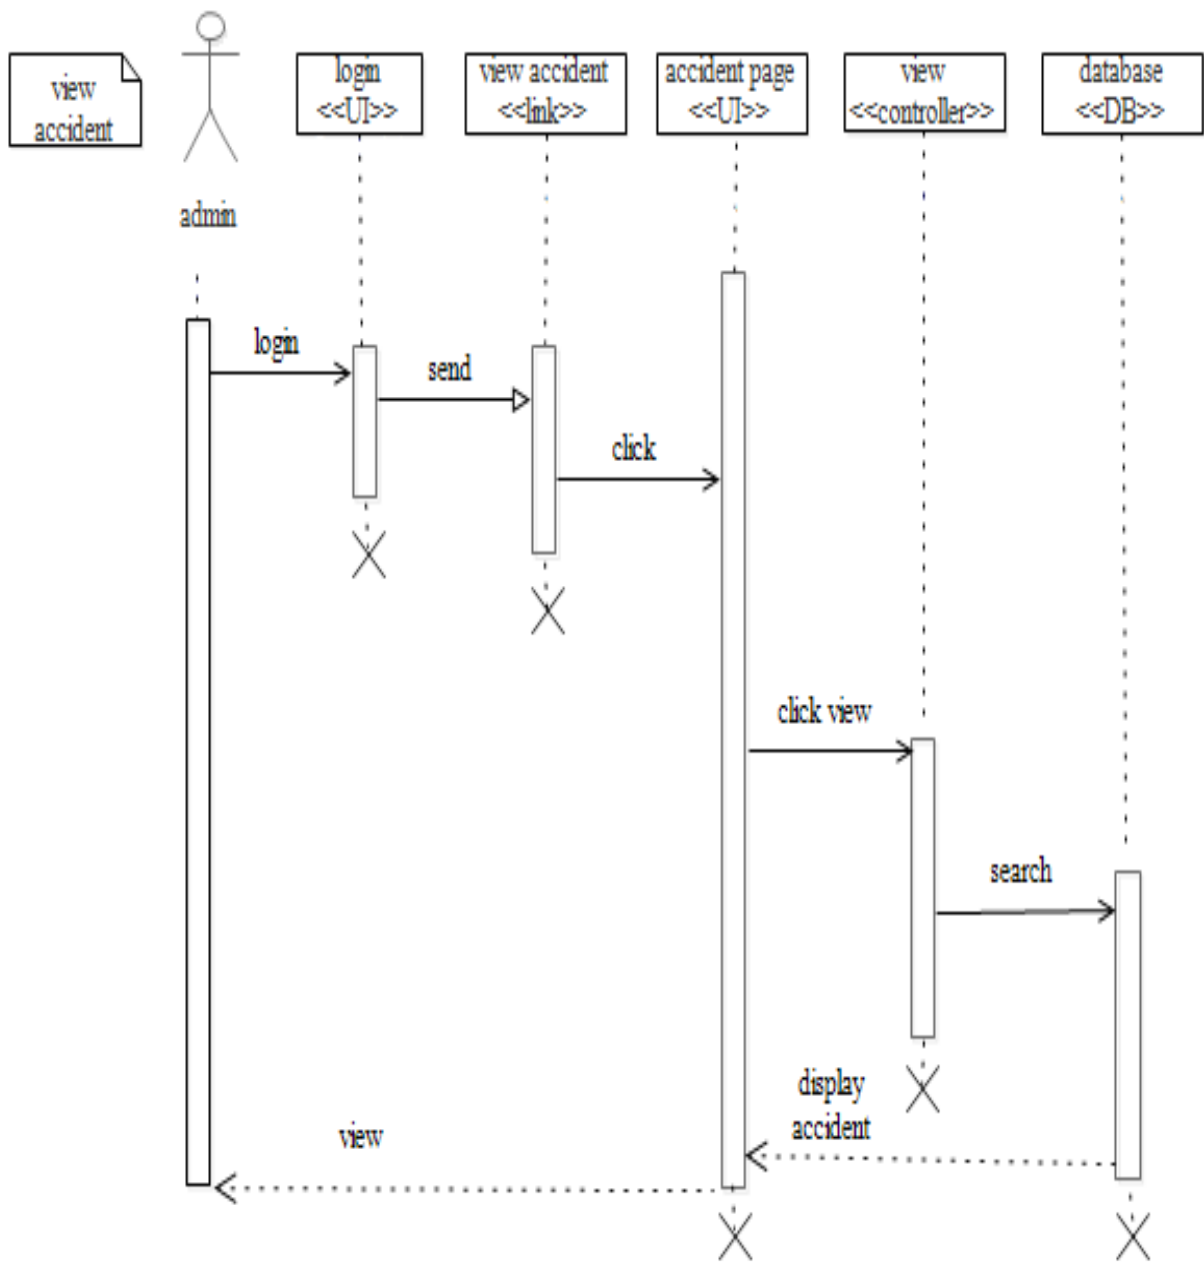 view
accident
admin
login
<<UI>>
view accident
<<link>>
accident page
<<UI>>
view
<<controller>>
database
<<DB>>
login
send
click
click view
search
display
accident
view